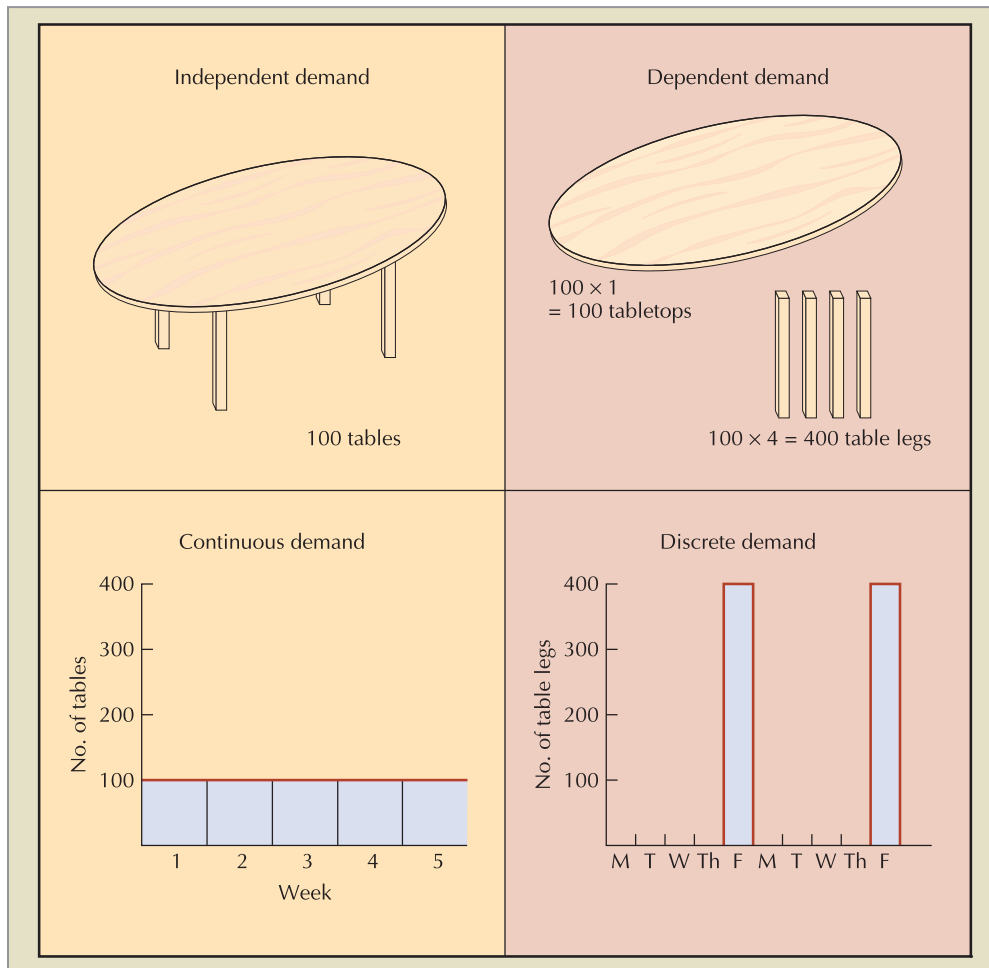 Independent demand
100 tables
Dependent demand
100 × 1
= 100 tabletops
100 × 4 = 400 table legs
Continuous demand
No. of tables
400
300
200
100
1 2 3 4 5
Week
Discrete demand
No. of table legs
400
300
200
100
M T W Th F M T W Th F